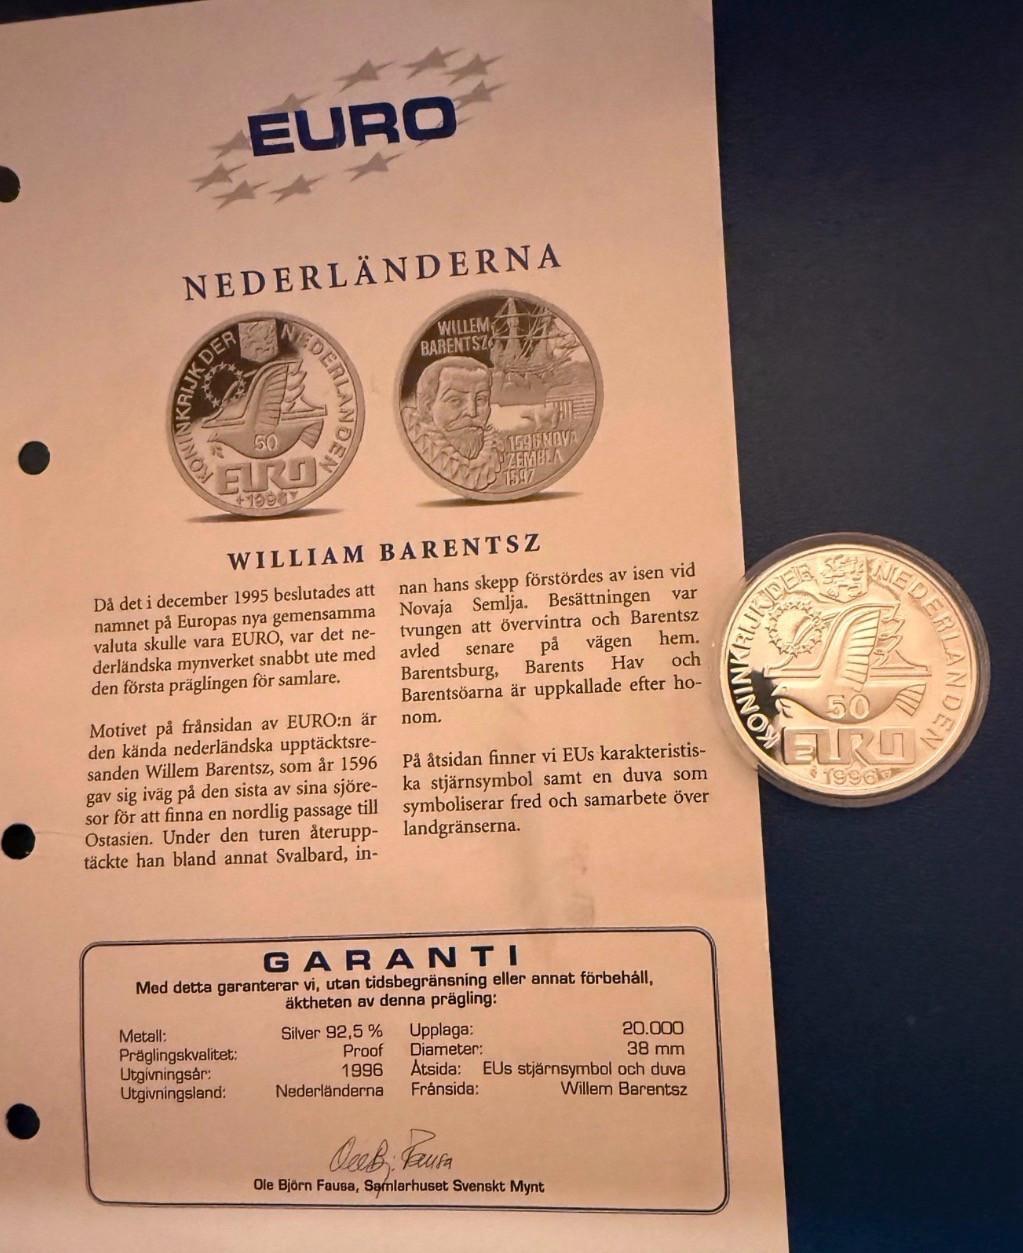 EURO
NEDERLÄNDERNA
KONINKRIJK DER NEDERLANDEN
50
EURO
1996
WILLEM
BARENTSZ
1596 NOVA
ZEMBLA
1597
WILLIAM BARENTSZ
Då det i december 1995 beslutades att
namnet på Europas nya gemensamma
valuta skulle vara EURO, var det ne-
derländska mynverket snabbt ute med
den första präglingen för samlare.
Motivet på frånsidan av EURO:n är
den kända nederländska upptäcktsre-
sanden Willem Barentsz, som år 1596
gav sig iväg på den sista av sina sjöre-
sor för att finna en nordlig passage till
Ostasien. Under den turen återupp-
täckte han bland annat Svalbard, in-
nan hans skepp förstördes av isen vid
Novaja Semlja. Besättningen var
tvungen att övervintra och Barentsz
avled senare på vägen hem.
Barentsburg, Barents Hav och
Barentsöarna är uppkallade efter ho-
nom.
På åtsidan finner vi EUs karakteristis-
ka stjärnsymbol samt en duva som
symboliserar fred och samarbete över
landgränserna.
KONINKRIJK DER NEDERLANDEN
50
EURO
1996
GARANTI
Med detta garanterar vi, utan tidsbegränsning eller annat förbehåll,
äktheten av denna prägling:
Metall: Silver 92,5 %
Präglingskvalitet: Proof
Utgivningsår: 1996
Utgivningsland: Nederländerna
Upplaga: 20.000
Diameter: 38 mm
Åtsida: EUs stjärnsymbol och duva
Frånsida: Willem Barentsz
Ole Bj. Fausa
Ole Björn Fausa, Samlarhuset Svenskt Mynt